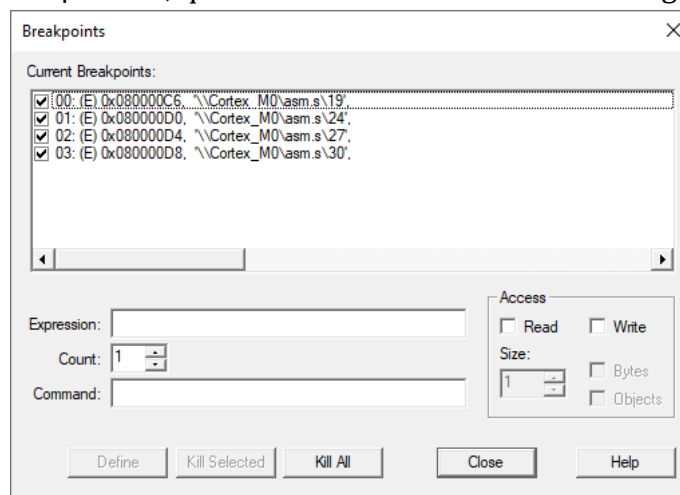 Breakpoints
Current Breakpoints:
00: (E) 0x080000C6, '\\Cortex_M0\asm.s\19',
01: (E) 0x080000D0, '\\Cortex_M0\asm.s\24',
02: (E) 0x080000D4, '\\Cortex_M0\asm.s\27',
03: (E) 0x080000D8, '\\Cortex_M0\asm.s\30',
Expression:
Count: 1
Command:
Access
Read Write
Size:
1
Bytes
Objects
Define Kill Selected Kill All Close Help